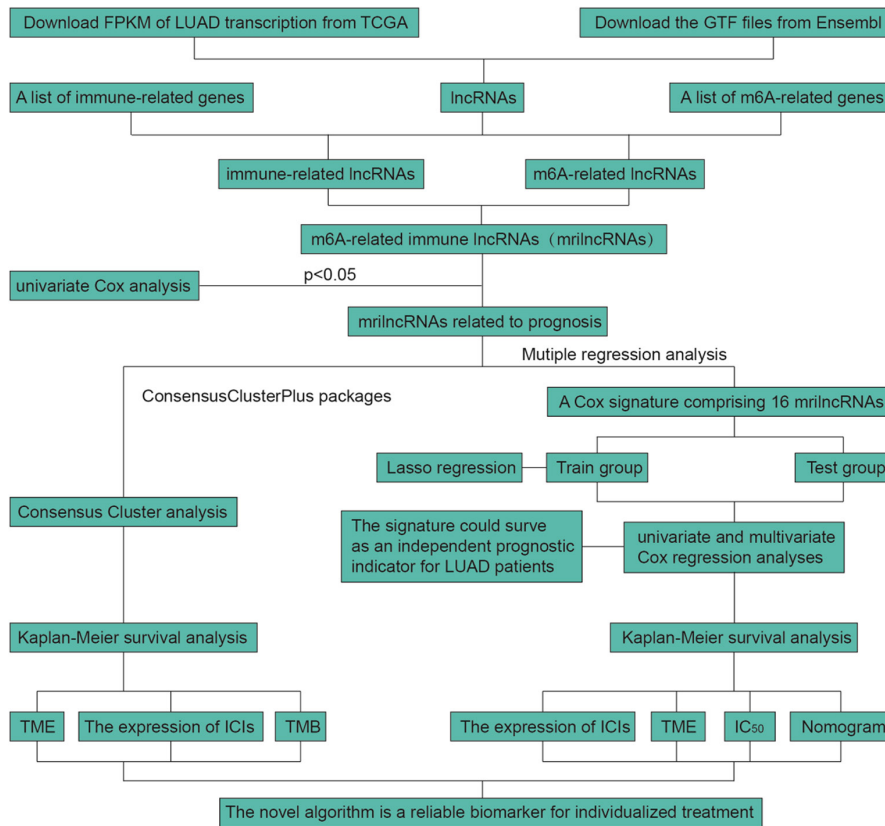 Download FPKM of LUAD transcription from TCGA
Download the GTF files from Ensembl
A list of immune-related genes
lncRNAs
A list of m6A-related genes
immune-related lncRNAs
m6A-related lncRNAs
m6A-related immune lncRNAs（mrilncRNAs）
p<0.05
univariate Cox analysis
mrilncRNAs related to prognosis
Mutiple regression analysis
ConsensusClusterPlus packages
A Cox signature comprising 16 mrilncRNAs
Lasso regression
Train group
Test group
Consensus Cluster analysis
The signature could surve
as an independent prognostic
indicator for LUAD patients
univariate and multivariate
Cox regression analyses
Kaplan-Meier survival analysis
Kaplan-Meier survival analysis
TME
The expression of ICIs
TMB
The expression of ICIs
TME
IC50
Nomogram
The novel algorithm is a reliable biomarker for individualized treatment